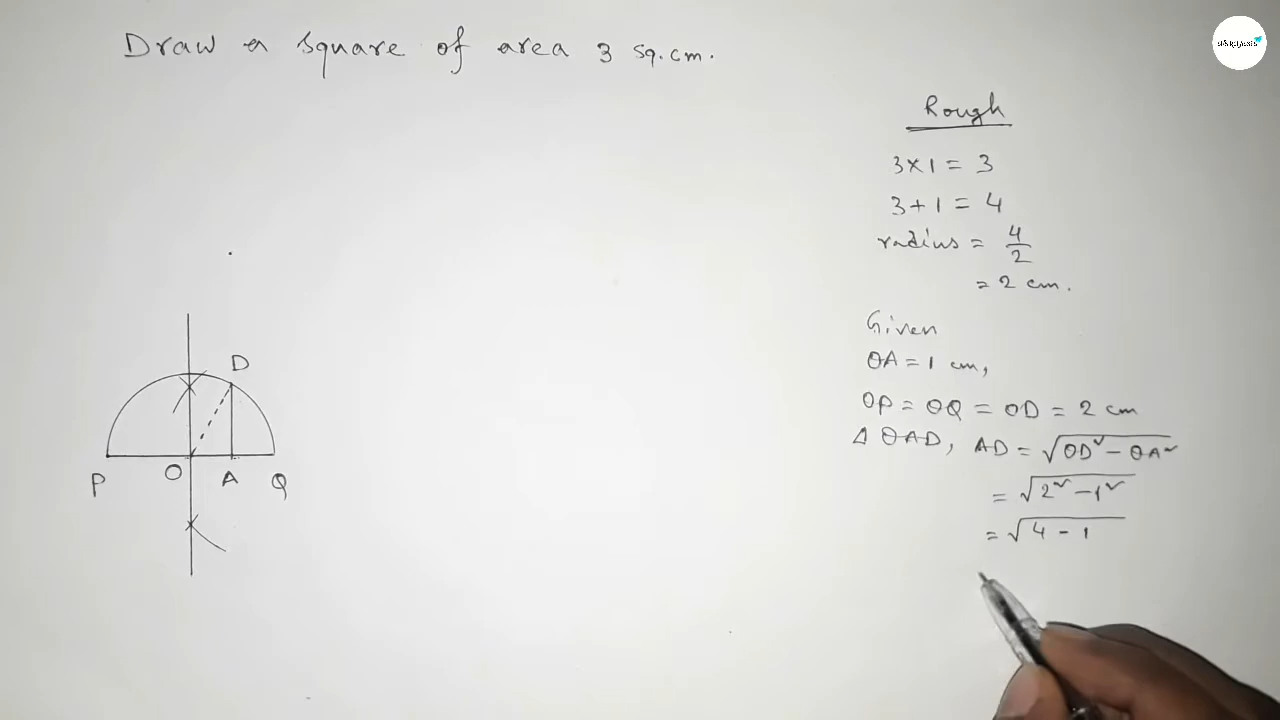 Draw a square of area 3 sq.cm.
Rough
3×1 = 3
3+1 = 4
radius = 4/2
= 2 cm.
Given
OA = 1 cm,
OP = OQ = OD = 2 cm
Δ OAD, AD = √OD² – OA²
= √2² – 1²
= √4 – 1
D
P O A Q